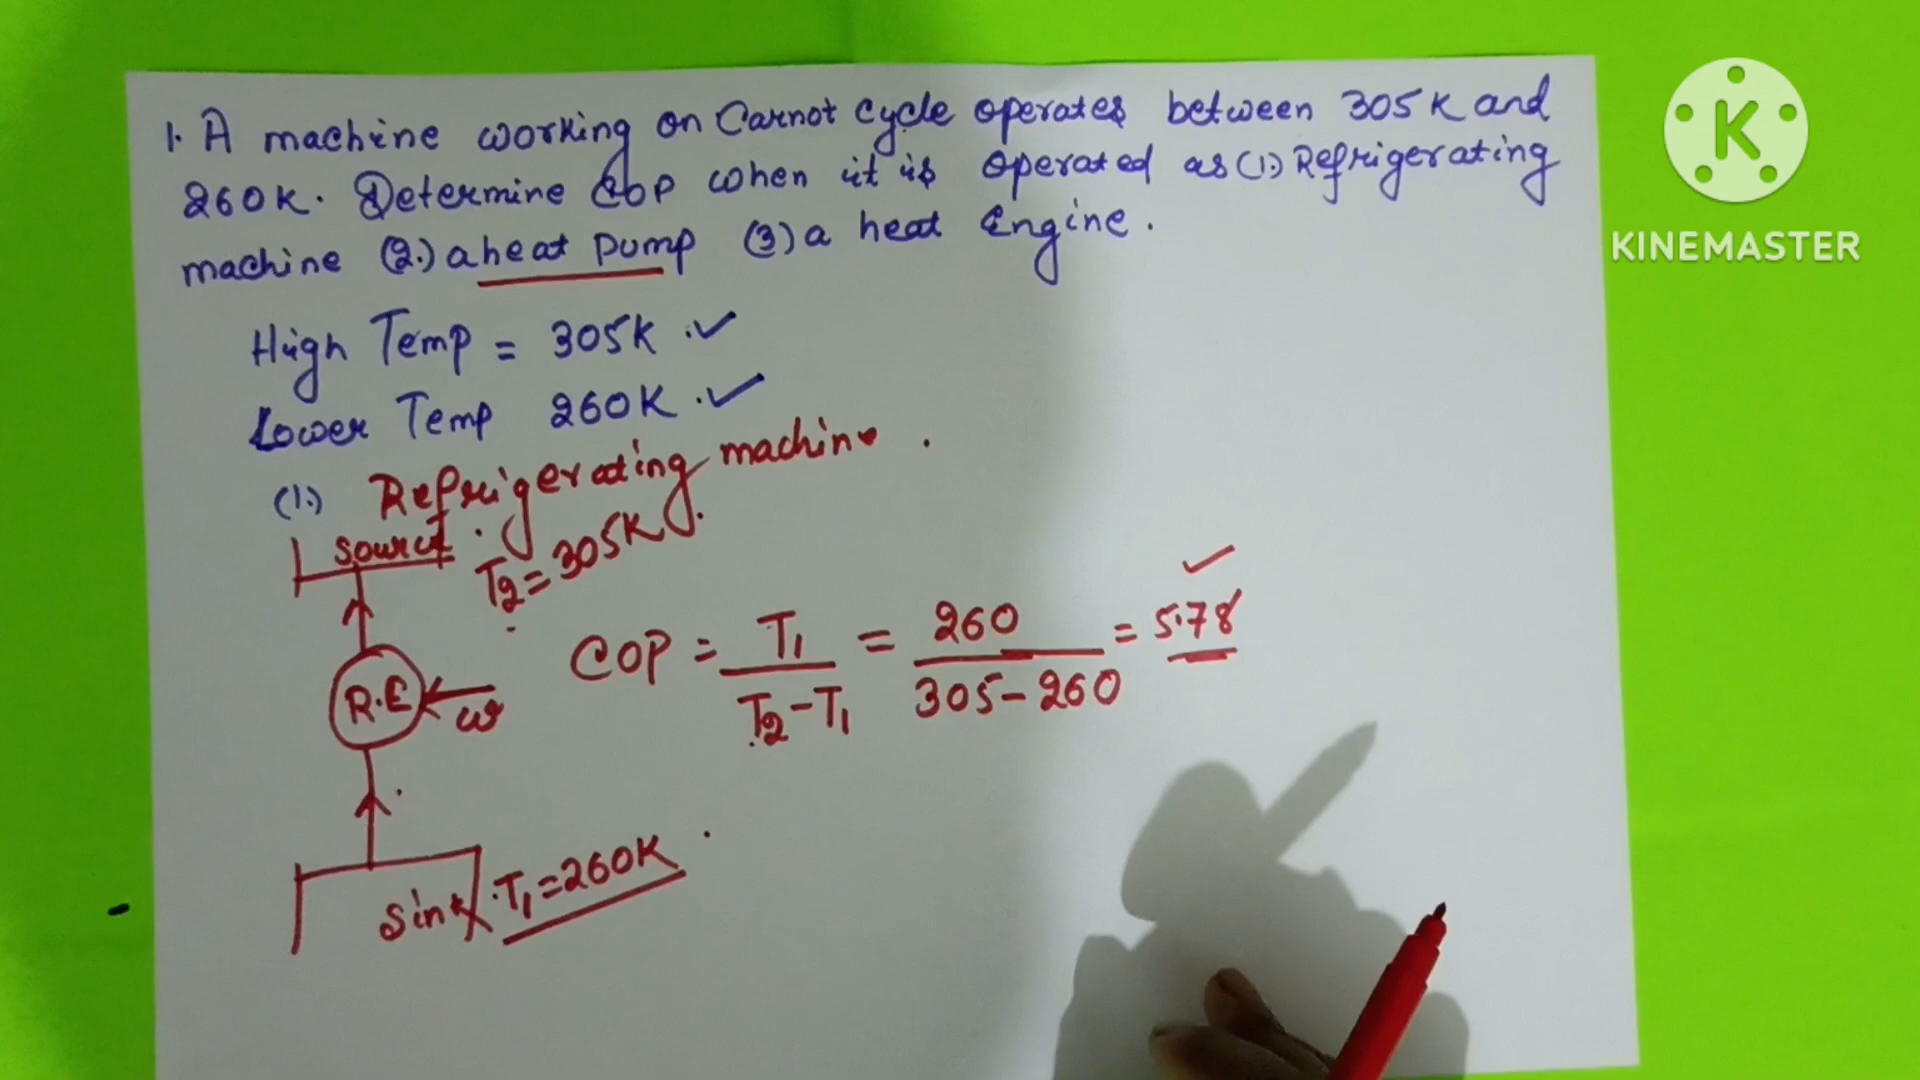 1. A machine working on Carnot cycle operates between 305K and
260K. Determine COP when it is operated as (1.) Refrigerating
machine (2.) a heat pump (3) a heat Engine.
High Temp = 305K.
Lower Temp 260K.
(1.) Refrigerating machine.
source T2 = 305K.
COP = T1 / T2 - T1 = 260 / 305 - 260 = 5.78
R.E
w
Sink T1 = 260K
K
KINEMASTER